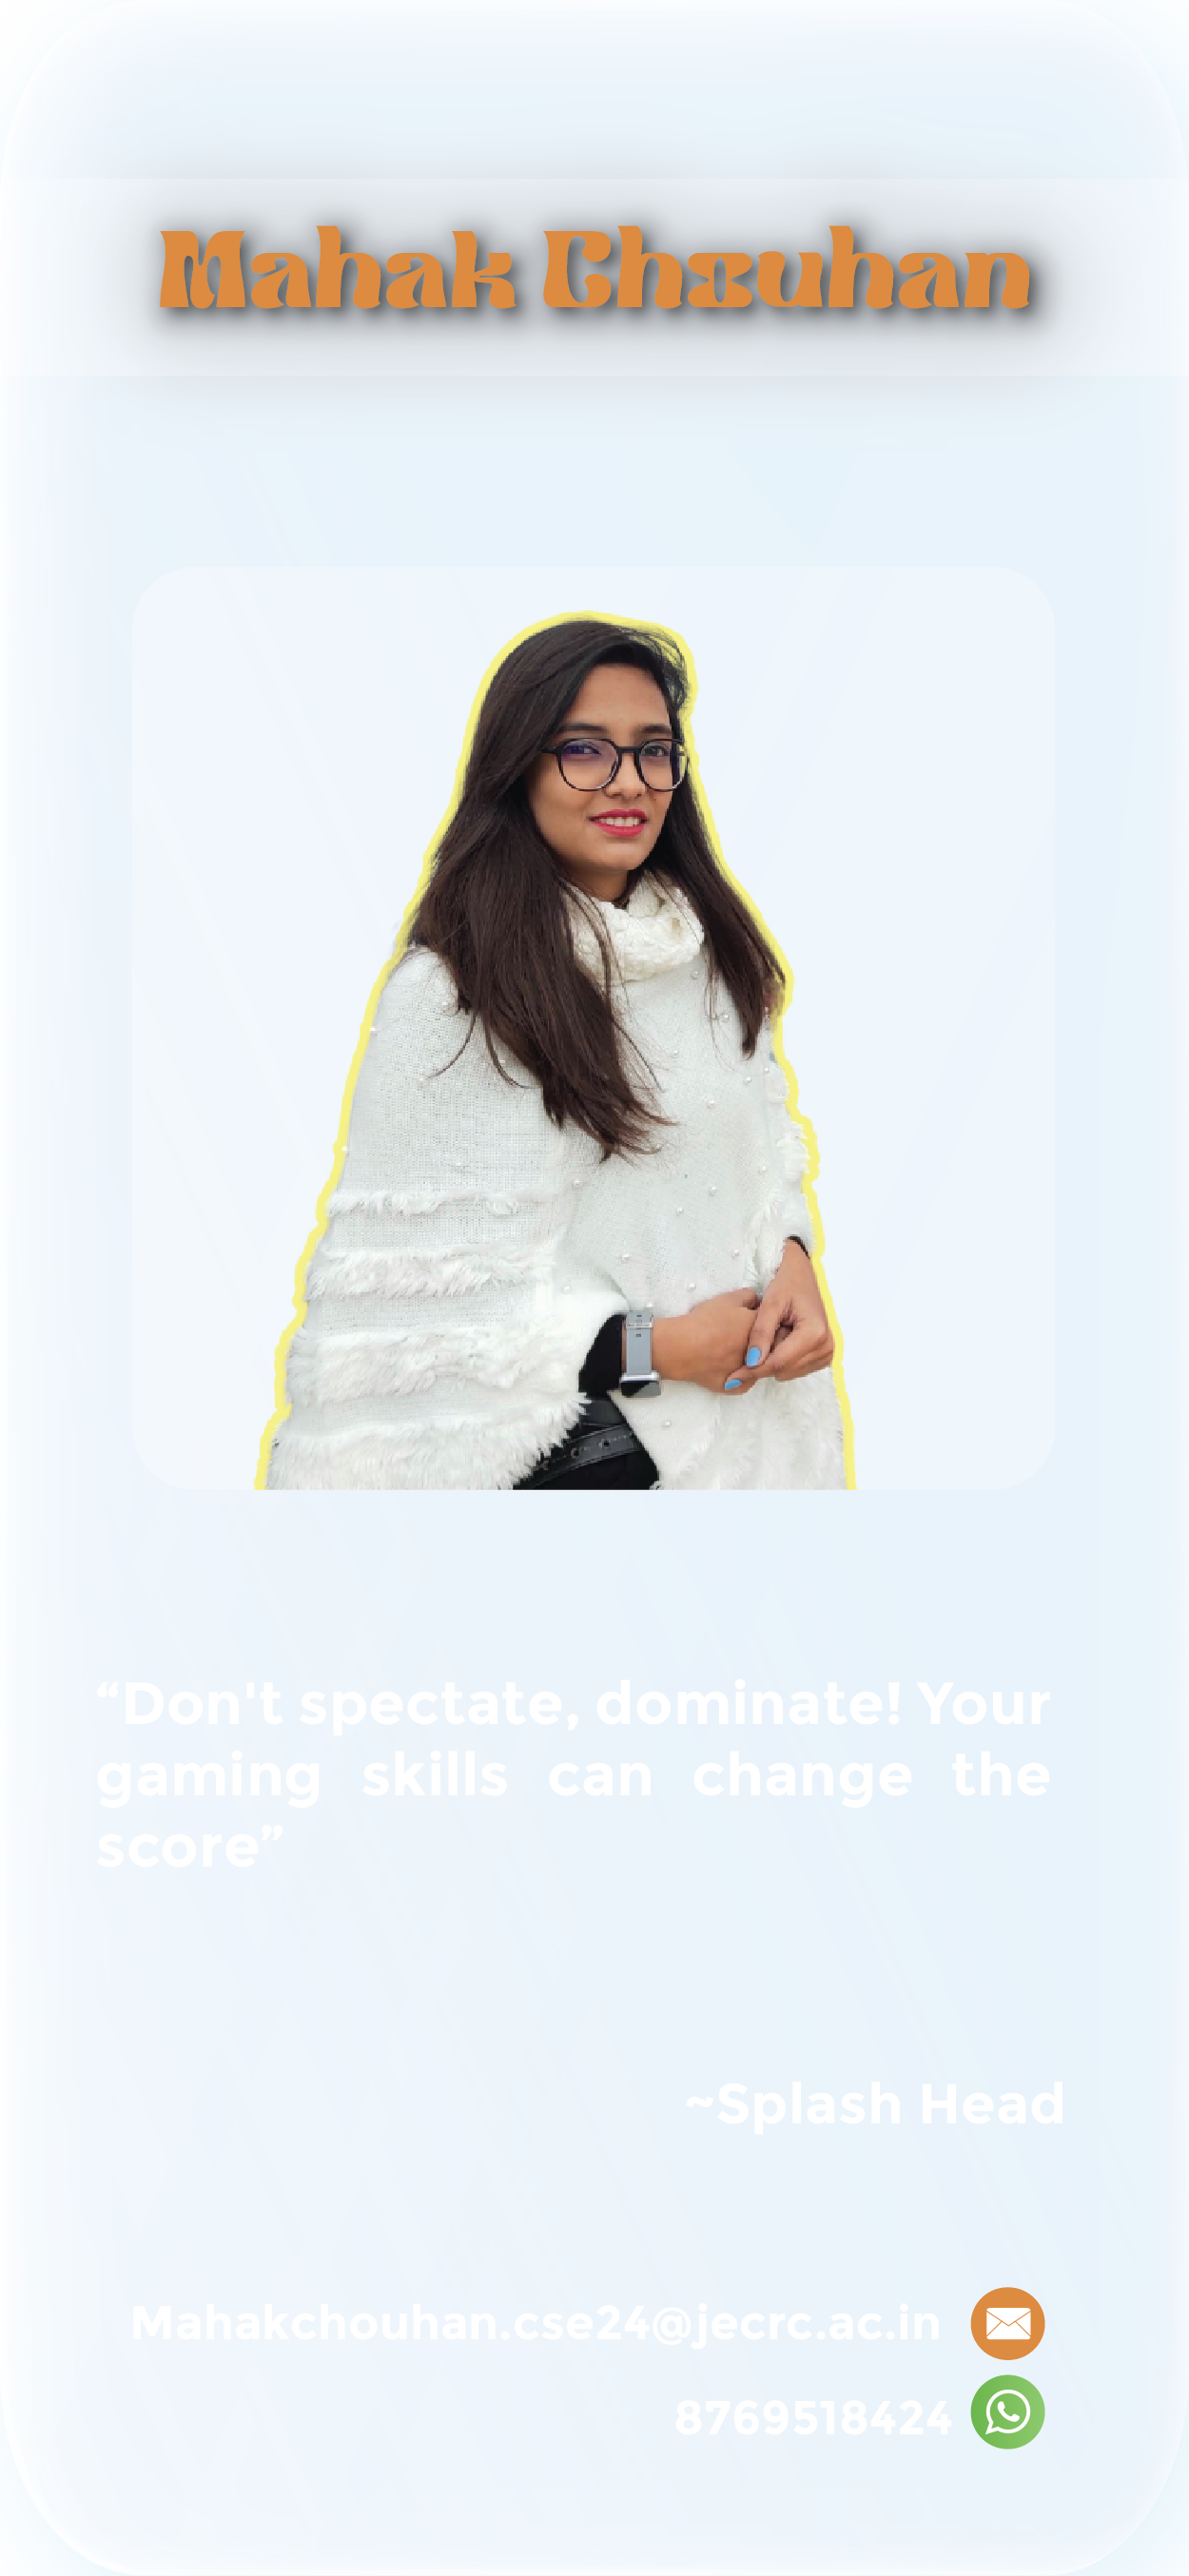 Mahak Chouhan
“Don't spectate, dominate! Your
gaming skills can change the
score”
~Splash Head
Mahakchouhan.cse24@jecrc.ac.in
8769518424